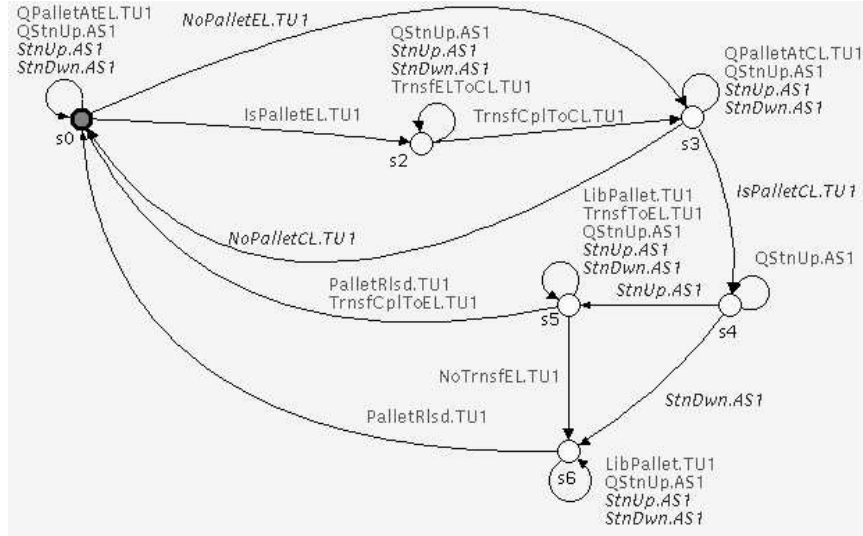 QPalletAtEL.TU1
QStnUp.AS1
StnUp.AS1
StnDwn.AS1
NoPalletEL.TU1
QStnUp.AS1
StnUp.AS1
StnDwn.AS1
TrnsfELToCL.TU1
QPalletAtCL.TU1
QStnUp.AS1
StnUp.AS1
StnDwn.AS1
IsPalletEL.TU1
TrnsfCplToCL.TU1
s0
s2
s3
IsPalletCL.TU1
LibPallet.TU1
TrnsfToEL.TU1
QStnUp.AS1
StnUp.AS1
StnDwn.AS1
NoPalletCL.TU1
QStnUp.AS1
PalletRlsd.TU1
TrnsfCplToEL.TU1
StnUp.AS1
s5
s4
NoTrnsfEL.TU1
StnDwn.AS1
PalletRlsd.TU1
s6
LibPallet.TU1
QStnUp.AS1
StnUp.AS1
StnDwn.AS1